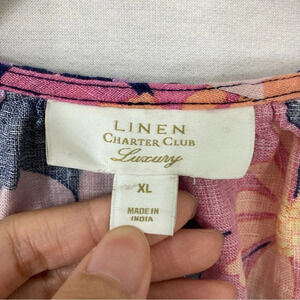 LINEN
CHARTER CLUB
Luxury
XL
MADE IN
INDIA